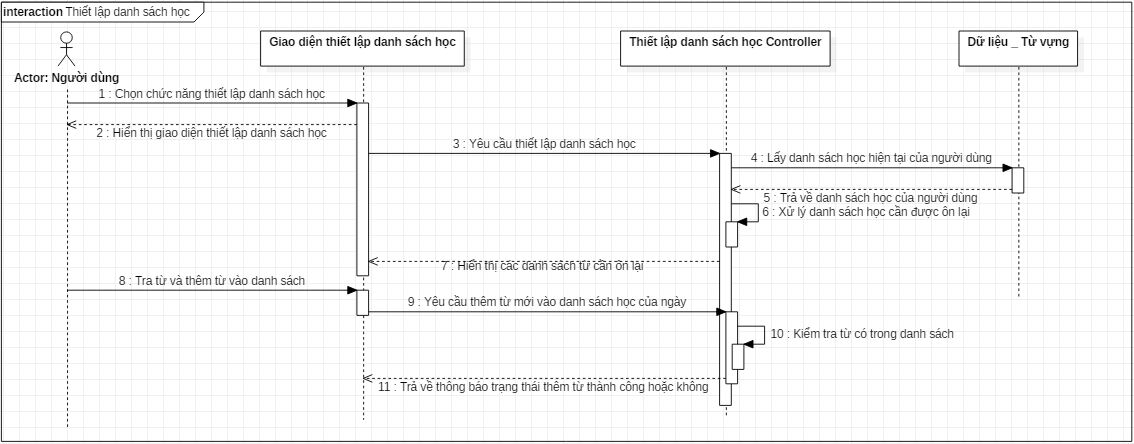 interaction Thiết lập danh sách học
Giao diện thiết lập danh sách học
Thiết lập danh sách học Controller
Dữ liệu _ Từ vựng
Actor: Người dùng
1 : Chọn chức năng thiết lập danh sách học
2 : Hiển thị giao diện thiết lập danh sách học
3 : Yêu cầu thiết lập danh sách học
4 : Lấy danh sách học hiện tại của người dùng
5 : Trả về danh sách học của người dùng
6 : Xử lý danh sách học cần được ôn lại
7 : Hiển thị các danh sách từ cần ôn lại
8 : Tra từ và thêm từ vào danh sách
9 : Yêu cầu thêm từ mới vào danh sách học của ngày
10 : Kiểm tra từ có trong danh sách
11 : Trả về thông báo trạng thái thêm từ thành công hoặc không